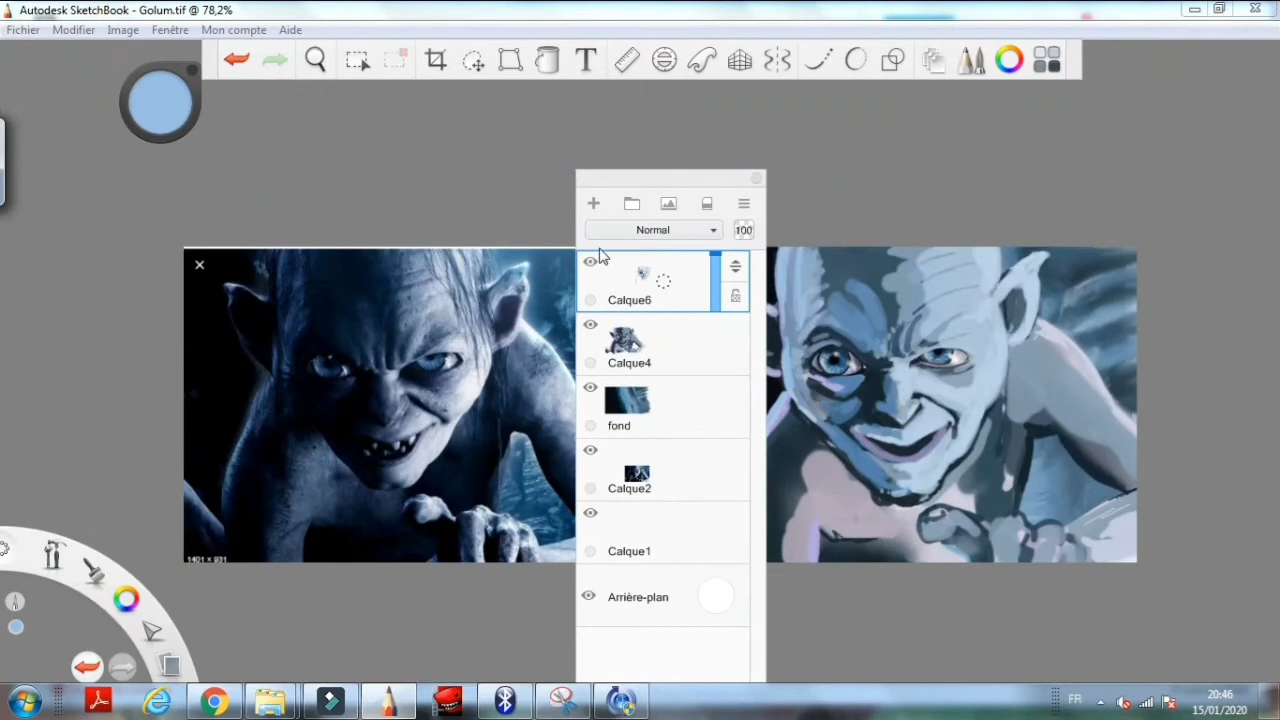 Autodesk SketchBook - Golum.tif @ 78,2%
Fichier Modifier Image Fenêtre Mon compte Aide
T
Normal 100
Calque6
Calque4
fond
Calque2
Calque1
Arrière-plan
1401 × 931
FR
20:46
15/01/2020